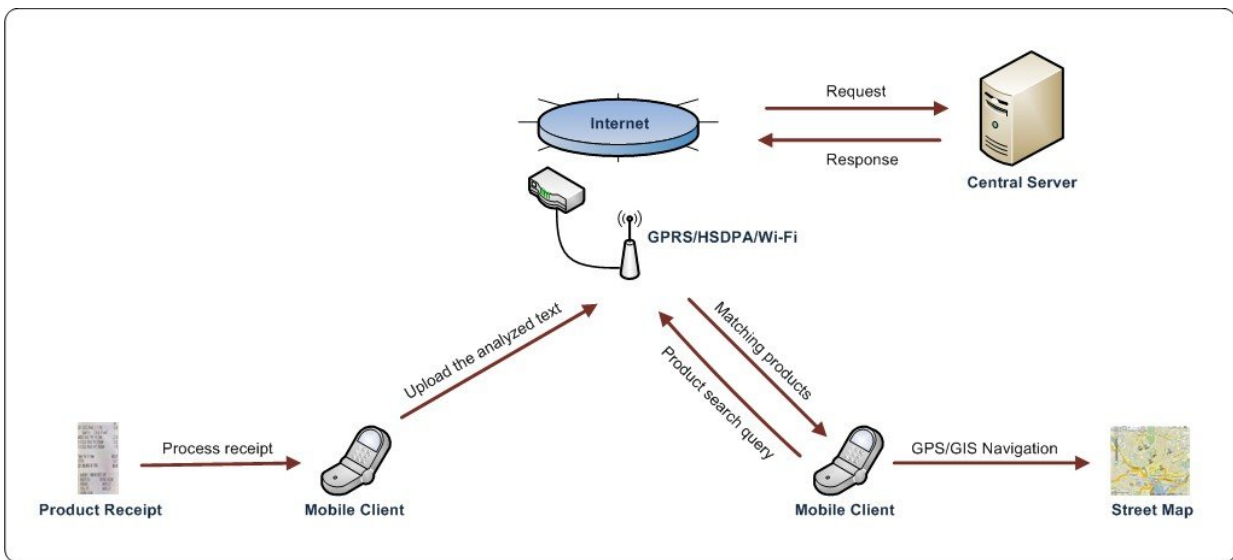 Internet
Request
Response
Central Server
GPRS/HSDPA/Wi-Fi
Upload the analyzed text
Matching products
Product search query
Process receipt
GPS/GIS Navigation
Product Receipt
Mobile Client
Mobile Client
Street Map